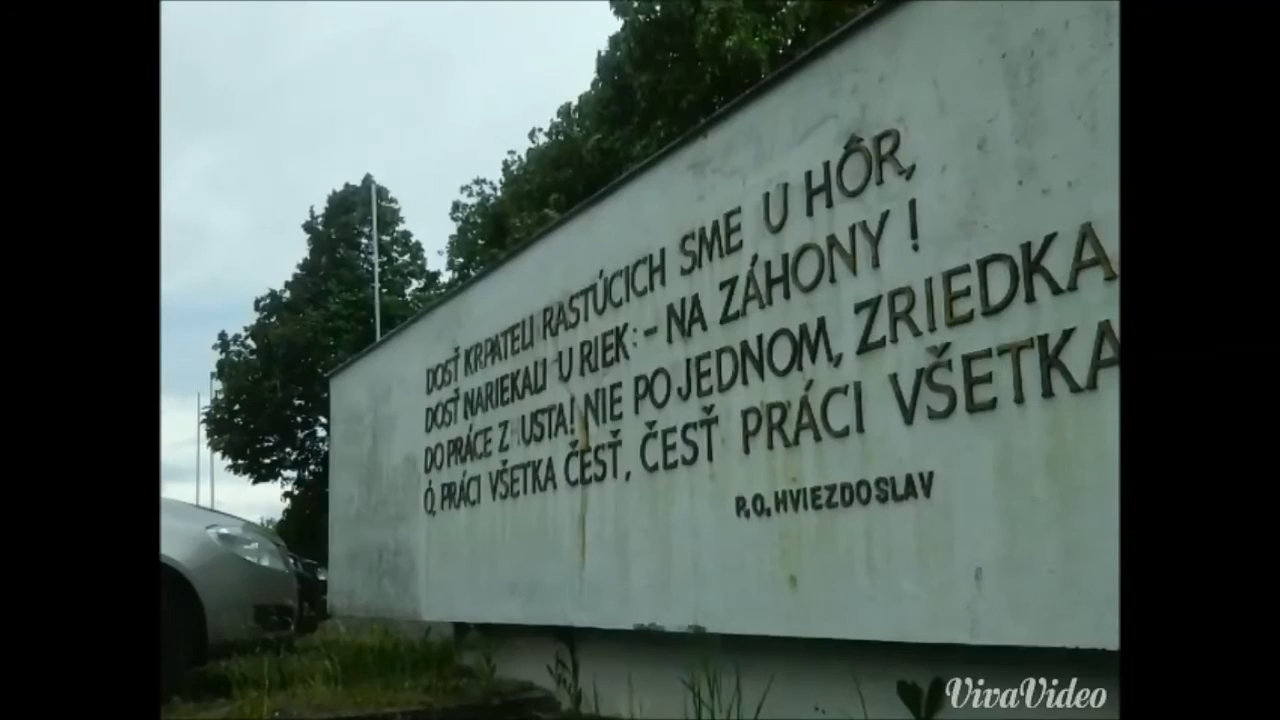 DOSŤ KRPATELI RASTÚCICH SME U HÔR,
DOSŤ NARIEKALI U RIEK: – NA ZÁHONY !
DO PRÁCE Z USTA! NIE PO JEDNOM, ZRIEDKA
Ó, PRÁCI VŠETKA ČESŤ, ČESŤ PRÁCI VŠETKA
P. O. HVIEZDOSLAV
VivaVideo